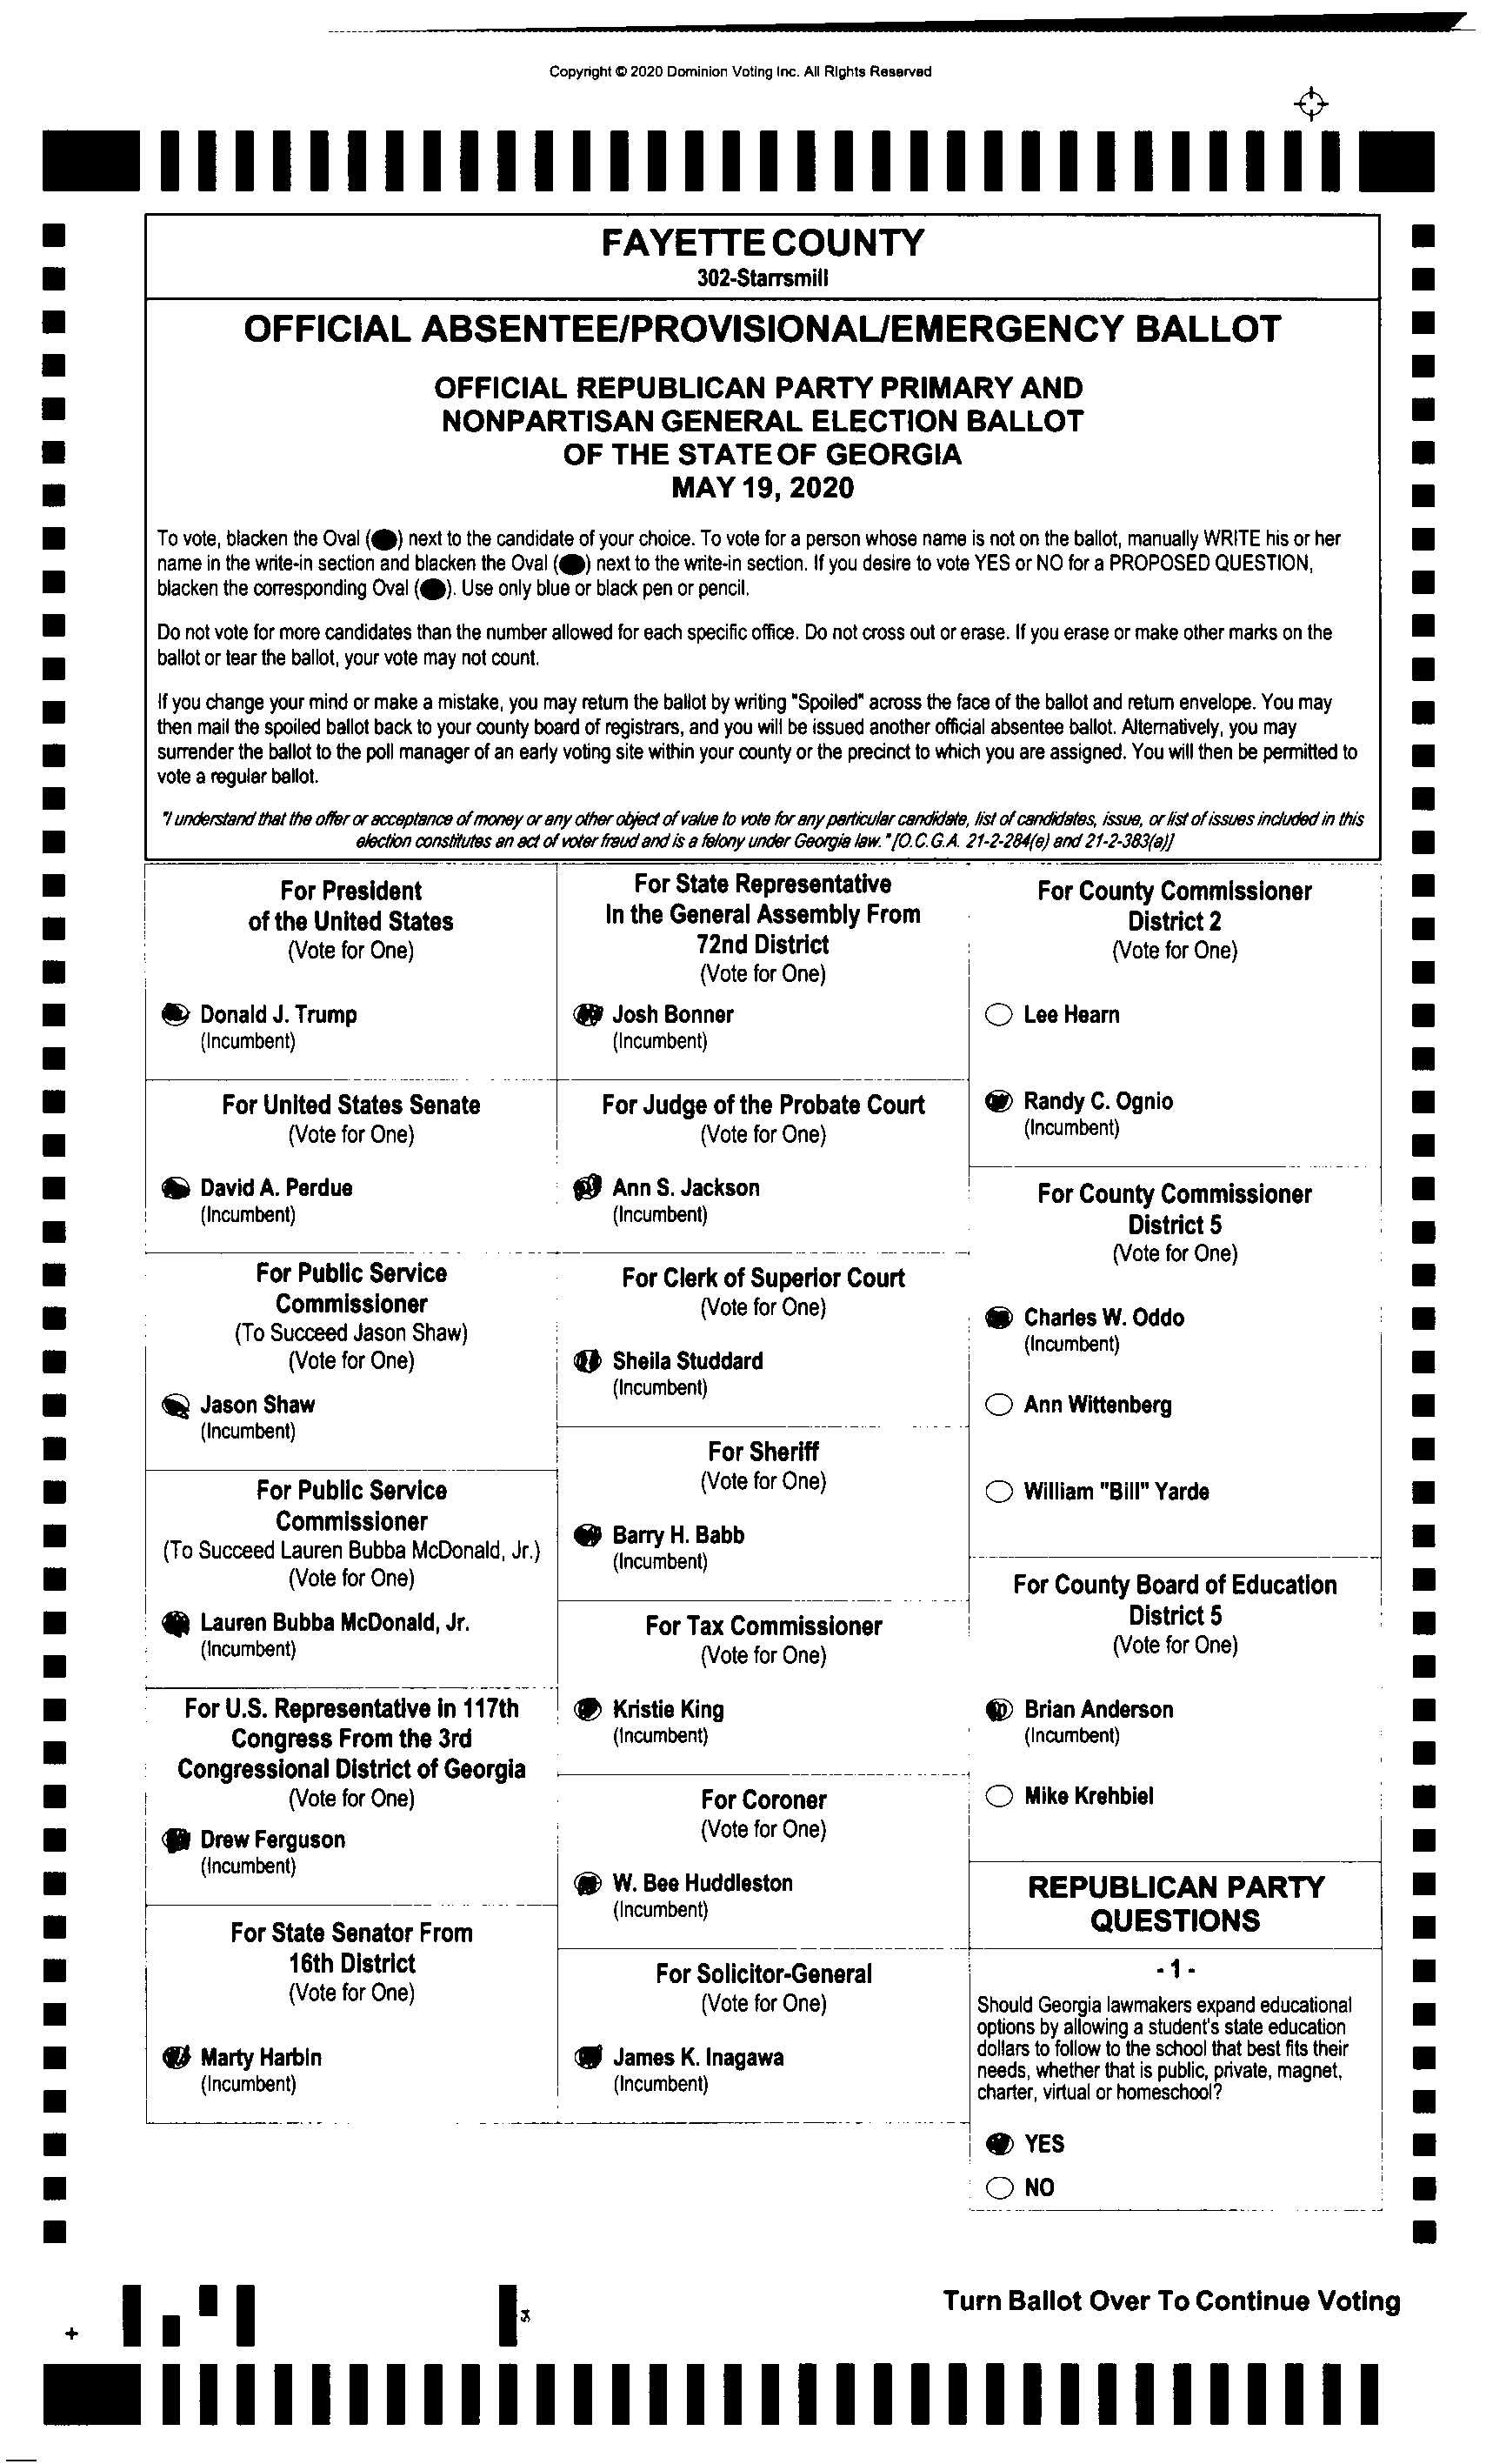 Copyright © 2020 Dominion Voting Inc. All Rights Reserved
FAYETTE COUNTY
302-Starrsmill
OFFICIAL ABSENTEE/PROVISIONAL/EMERGENCY BALLOT
OFFICIAL REPUBLICAN PARTY PRIMARY AND
NONPARTISAN GENERAL ELECTION BALLOT
OF THE STATE OF GEORGIA
MAY 19, 2020
To vote, blacken the Oval (⬬) next to the candidate of your choice. To vote for a person whose name is not on the ballot, manually WRITE his or her
name in the write-in section and blacken the Oval (⬬) next to the write-in section. If you desire to vote YES or NO for a PROPOSED QUESTION,
blacken the corresponding Oval (⬬). Use only blue or black pen or pencil.
Do not vote for more candidates than the number allowed for each specific office. Do not cross out or erase. If you erase or make other marks on the
ballot or tear the ballot, your vote may not count.
If you change your mind or make a mistake, you may return the ballot by writing "Spoiled" across the face of the ballot and return envelope. You may
then mail the spoiled ballot back to your county board of registrars, and you will be issued another official absentee ballot. Alternatively, you may
surrender the ballot to the poll manager of an early voting site within your county or the precinct to which you are assigned. You will then be permitted to
vote a regular ballot.
"I understand that the offer or acceptance of money or any other object of value to vote for any particular candidate, list of candidates, issue, or list of issues included in this
election constitutes an act of voter fraud and is a felony under Georgia law." [O.C.G.A. 21-2-284(e) and 21-2-383(a)]
For President
of the United States
(Vote for One)
Donald J. Trump
(Incumbent)
For United States Senate
(Vote for One)
David A. Perdue
(Incumbent)
For Public Service
Commissioner
(To Succeed Jason Shaw)
(Vote for One)
Jason Shaw
(Incumbent)
For Public Service
Commissioner
(To Succeed Lauren Bubba McDonald, Jr.)
(Vote for One)
Lauren Bubba McDonald, Jr.
(Incumbent)
For U.S. Representative in 117th
Congress From the 3rd
Congressional District of Georgia
(Vote for One)
Drew Ferguson
(Incumbent)
For State Senator From
16th District
(Vote for One)
Marty Harbin
(Incumbent)
For State Representative
In the General Assembly From
72nd District
(Vote for One)
Josh Bonner
(Incumbent)
For Judge of the Probate Court
(Vote for One)
Ann S. Jackson
(Incumbent)
For Clerk of Superior Court
(Vote for One)
Sheila Studdard
(Incumbent)
For Sheriff
(Vote for One)
Barry H. Babb
(Incumbent)
For Tax Commissioner
(Vote for One)
Kristie King
(Incumbent)
For Coroner
(Vote for One)
W. Bee Huddleston
(Incumbent)
For Solicitor-General
(Vote for One)
James K. Inagawa
(Incumbent)
For County Commissioner
District 2
(Vote for One)
Lee Hearn
Randy C. Ognio
(Incumbent)
For County Commissioner
District 5
(Vote for One)
Charles W. Oddo
(Incumbent)
Ann Wittenberg
William "Bill" Yarde
For County Board of Education
District 5
(Vote for One)
Brian Anderson
(Incumbent)
Mike Krehbiel
REPUBLICAN PARTY
QUESTIONS
- 1 -
Should Georgia lawmakers expand educational
options by allowing a student's state education
dollars to follow to the school that best fits their
needs, whether that is public, private, magnet,
charter, virtual or homeschool?
YES
NO
Turn Ballot Over To Continue Voting
54